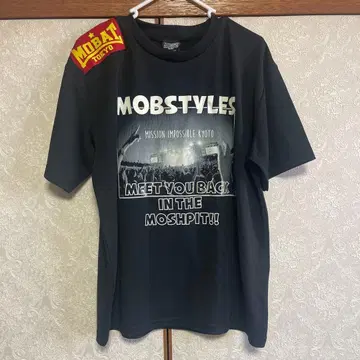 MOBAT
TOKYO
MOBSTYLES
MISSION IMPOSSIBLE KYOTO
MEET YOU BACK
IN THE
MOSHPIT!!